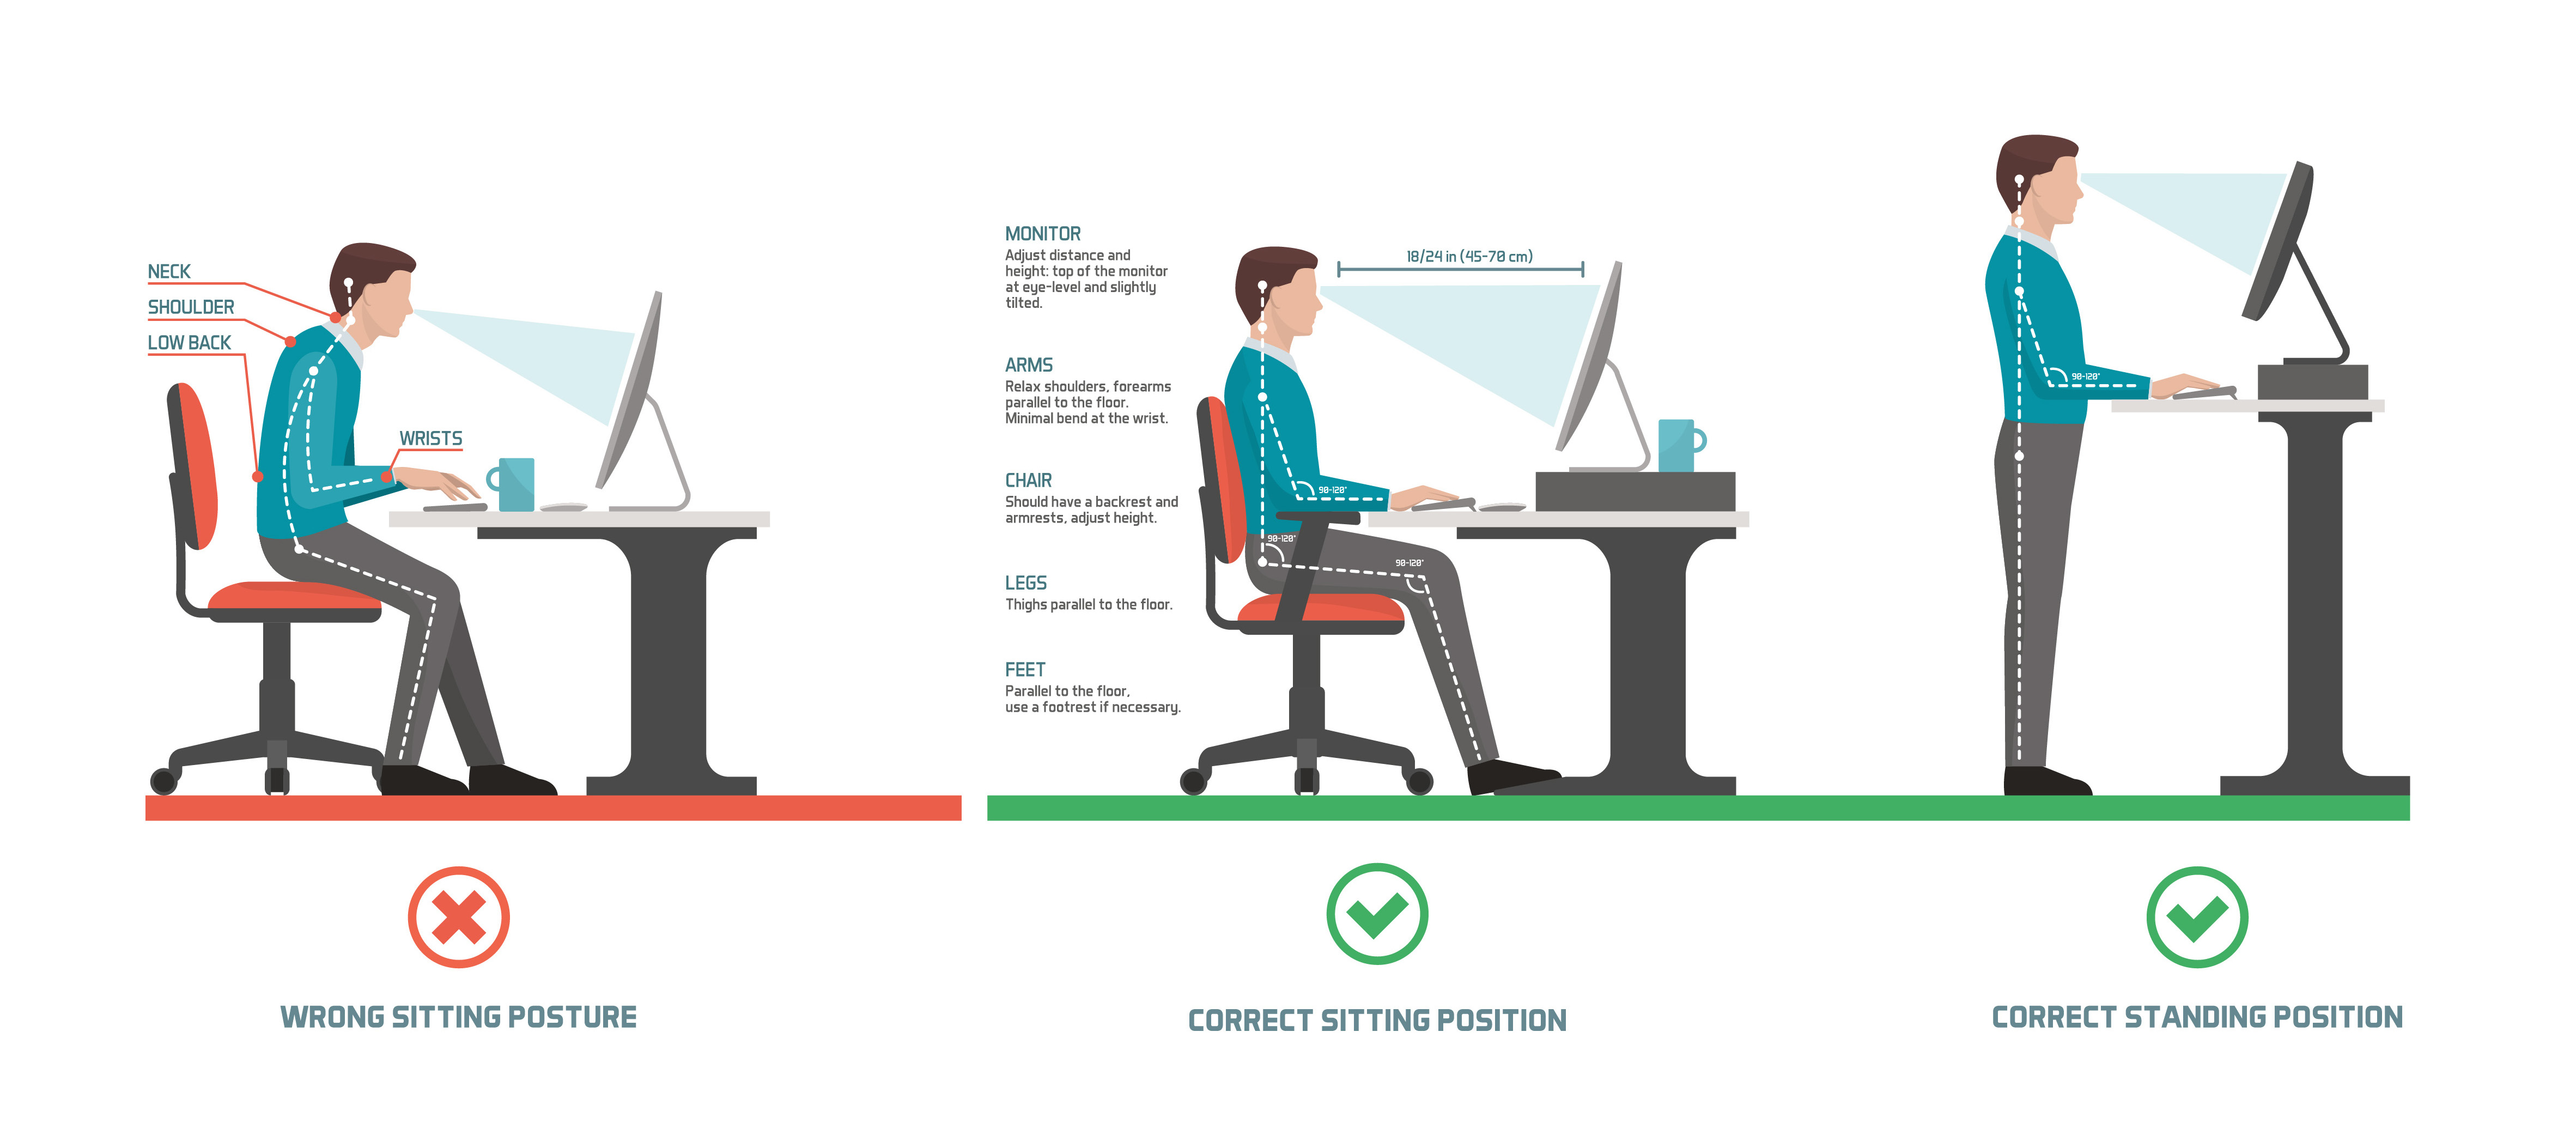 NECK
SHOULDER
LOW BACK
WRISTS
MONITOR
Adjust distance and
height: top of the monitor
at eye-level and slightly
tilted.
ARMS
Relax shoulders, forearms
parallel to the floor.
Minimal bend at the wrist.
CHAIR
Should have a backrest and
armrests, adjust height.
LEGS
Thighs parallel to the floor.
FEET
Parallel to the floor,
use a footrest if necessary.
18/24 in (45-70 cm)
90-120°
90-120°
90-120°
90-120°
WRONG SITTING POSTURE
CORRECT SITTING POSITION
CORRECT STANDING POSITION